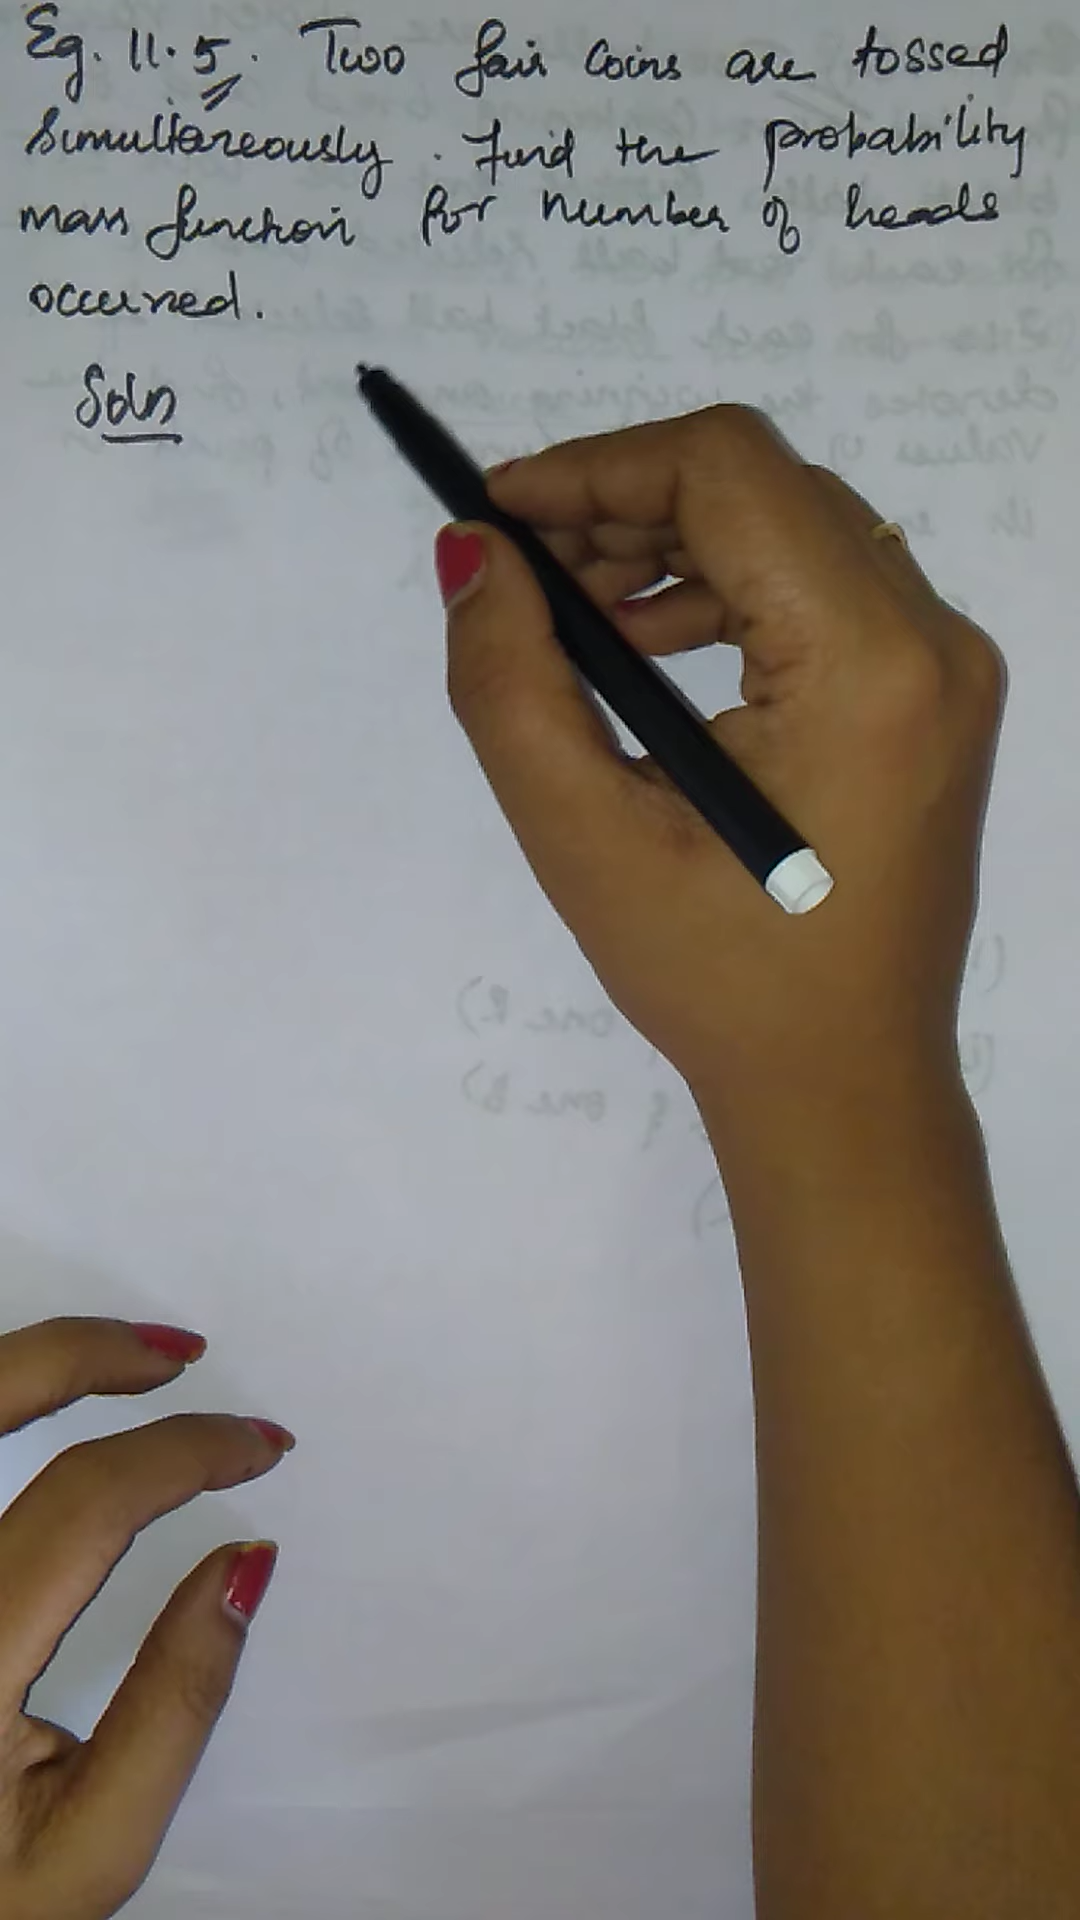 Eg. 11.5. Two fair coins are tossed
simultaneously. Find the probability
mass function for number of heads
occurred.
Soln